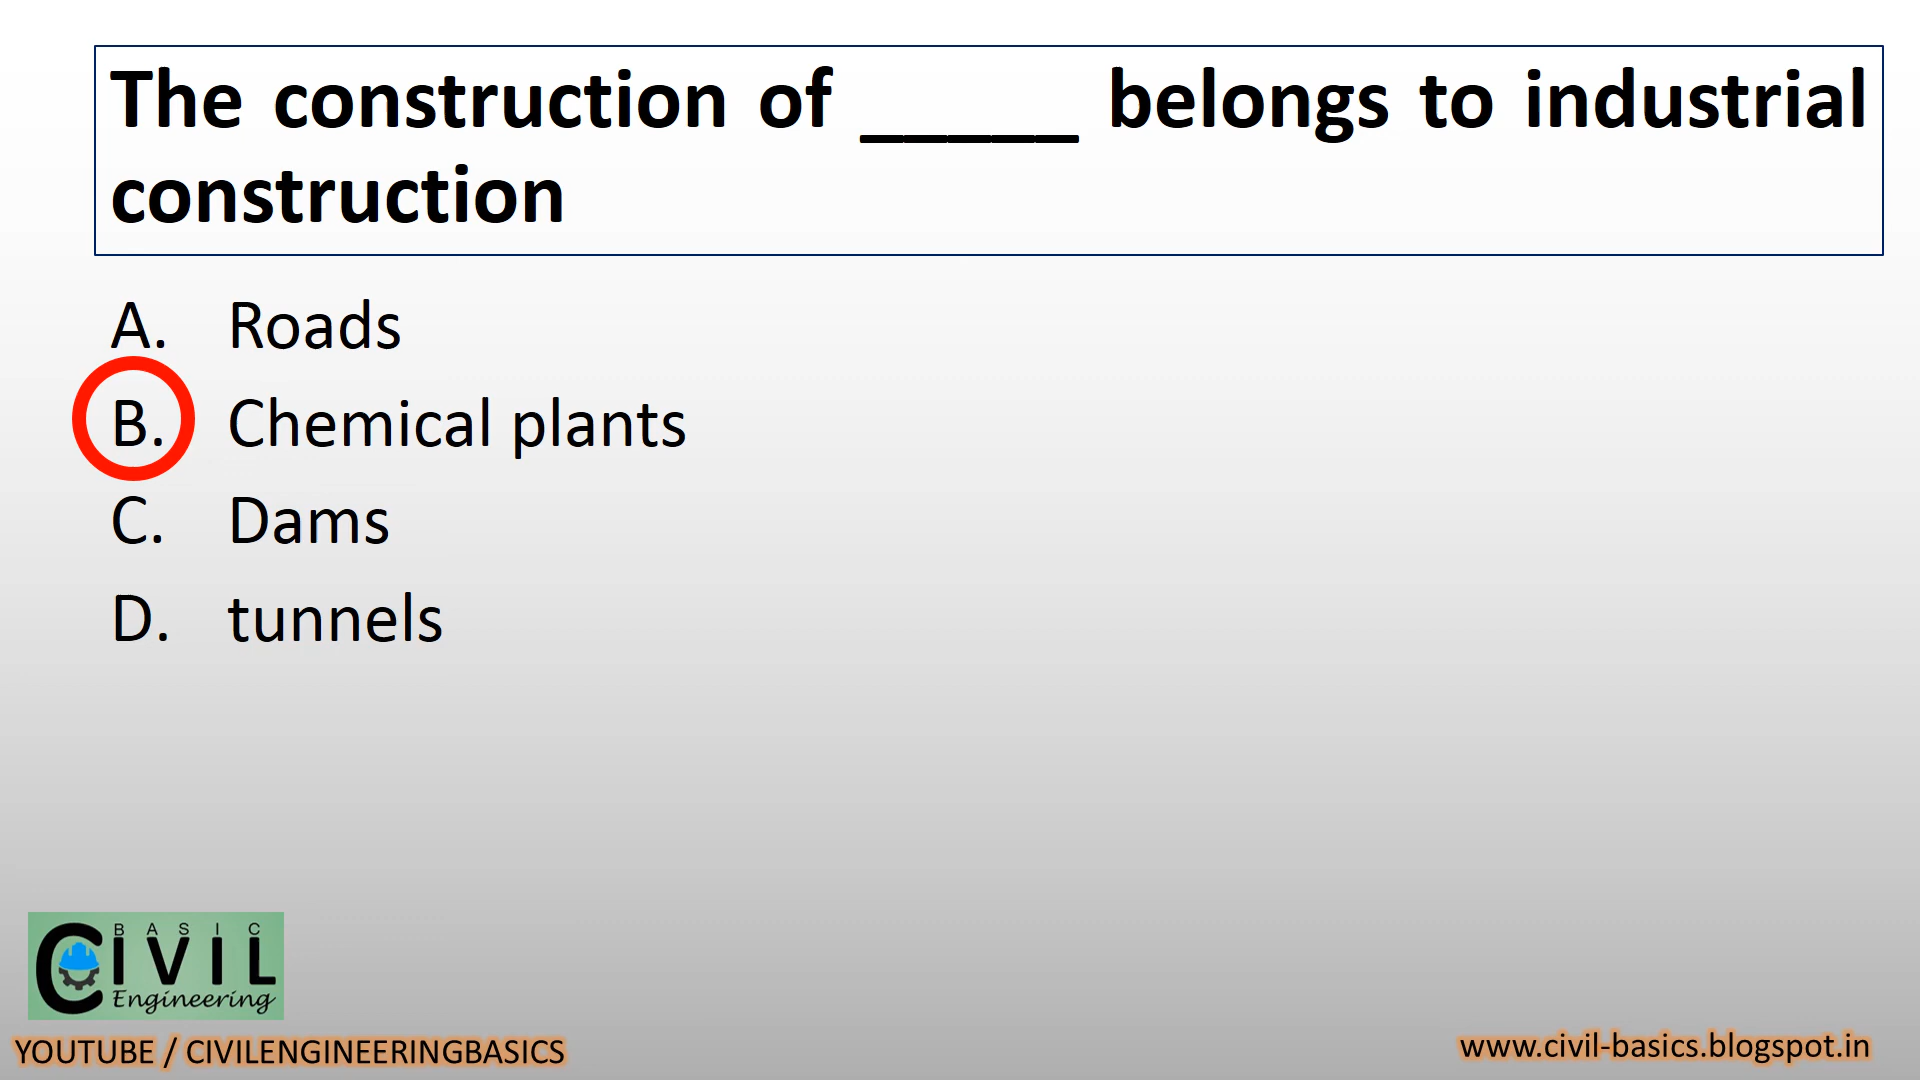 The construction of _____ belongs to industrial
construction
A. Roads
B. Chemical plants
C. Dams
D. tunnels
BASIC
CIVIL
Engineering
YOUTUBE / CIVILENGINEERINGBASICS
www.civil-basics.blogspot.in